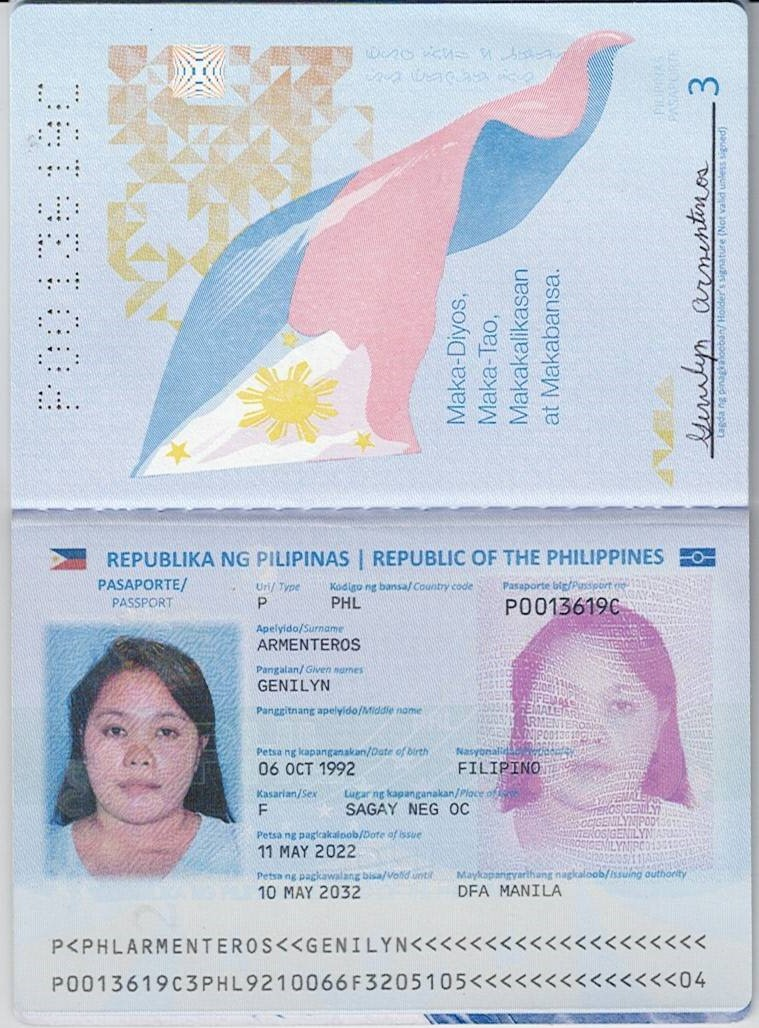 P0013619C
Maka-Diyos,
Maka-Tao,
Makakalikasan
at Makabansa.
PILIPINAS
PASAPORTE
3
Genilyn Armenteros
Lagda ng pinagkalooban/ Holder's signature (Not valid unless signed)
REPUBLIKA NG PILIPINAS | REPUBLIC OF THE PHILIPPINES
PASAPORTE/
PASSPORT
Uri/ Type
Kodigo ng bansa/ Country code
Pasaporte blg/Passport no
P
PHL
P0013619C
Apelyido/Surname
ARMENTEROS
Pangalan/ Given names
GENILYN
Panggitnang apelyido/Middle name
Petsa ng kapanganakan/Date of birth
06 OCT 1992
FILIPINO
Kasarian/Sex
Lugar ng kapanganakan/Place of birth
F
SAGAY NEG OC
Petsa ng pagkakaloob/Date of issue
11 MAY 2022
Petsa ng pagkawalang bisa/Valid until
Maykapangyarihang nagkaloob/Issuing authority
10 MAY 2032
DFA MANILA
P<PHLARMENTEROS<<GENILYN<<<<<<<<<<<<<<<<<<<<
P0013619C3PHL9210066F3205105<<<<<<<<<<<<<<04